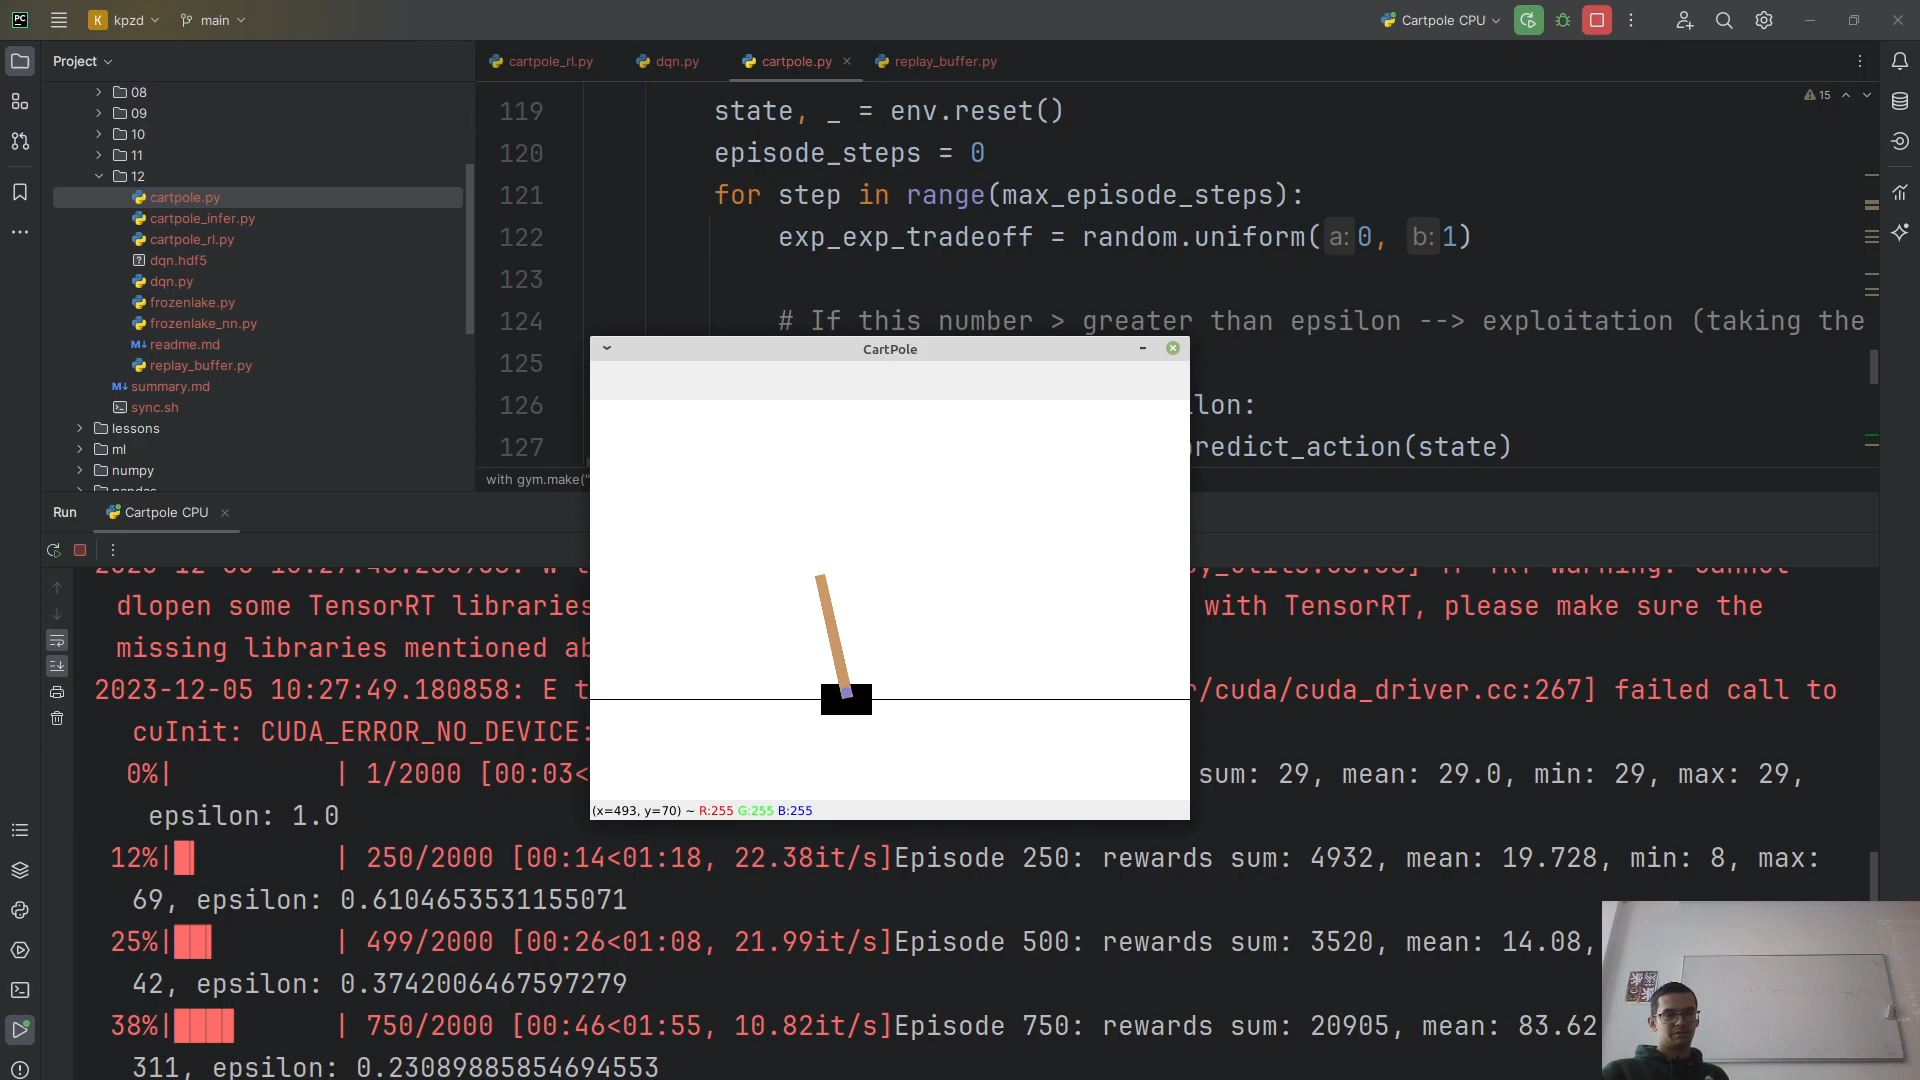 PC
K kpzd
main
Cartpole CPU
Project
cartpole_rl.py
dqn.py
cartpole.py
replay_buffer.py
08
09
10
11
12
cartpole.py
cartpole_infer.py
cartpole_rl.py
dqn.hdf5
dqn.py
frozenlake.py
frozenlake_nn.py
readme.md
replay_buffer.py
summary.md
sync.sh
lessons
ml
numpy
pandas
15
119 state, _ = env.reset()
120 episode_steps = 0
121 for step in range(max_episode_steps):
122 exp_exp_tradeoff = random.uniform( a: 0, b: 1)
123
124 # If this number > greater than epsilon --> exploitation (taking the
125
126 lon:
127 redict_action(state)
with gym.make("
CartPole
(x=493, y=70) ~ R:255 G:255 B:255
Run
Cartpole CPU
dlopen some TensorRT libraries with TensorRT, please make sure the
missing libraries mentioned ab
2023-12-05 10:27:49.180858: E t r/cuda/cuda_driver.cc:267] failed call to
cuInit: CUDA_ERROR_NO_DEVICE:
0%| | 1/2000 [00:03< sum: 29, mean: 29.0, min: 29, max: 29,
epsilon: 1.0
12%| | 250/2000 [00:14<01:18, 22.38it/s]Episode 250: rewards sum: 4932, mean: 19.728, min: 8, max:
69, epsilon: 0.6104653531155071
25%| | 499/2000 [00:26<01:08, 21.99it/s]Episode 500: rewards sum: 3520, mean: 14.08,
42, epsilon: 0.3742006467597279
38%| | 750/2000 [00:46<01:55, 10.82it/s]Episode 750: rewards sum: 20905, mean: 83.62
311, epsilon: 0.230898885854694553